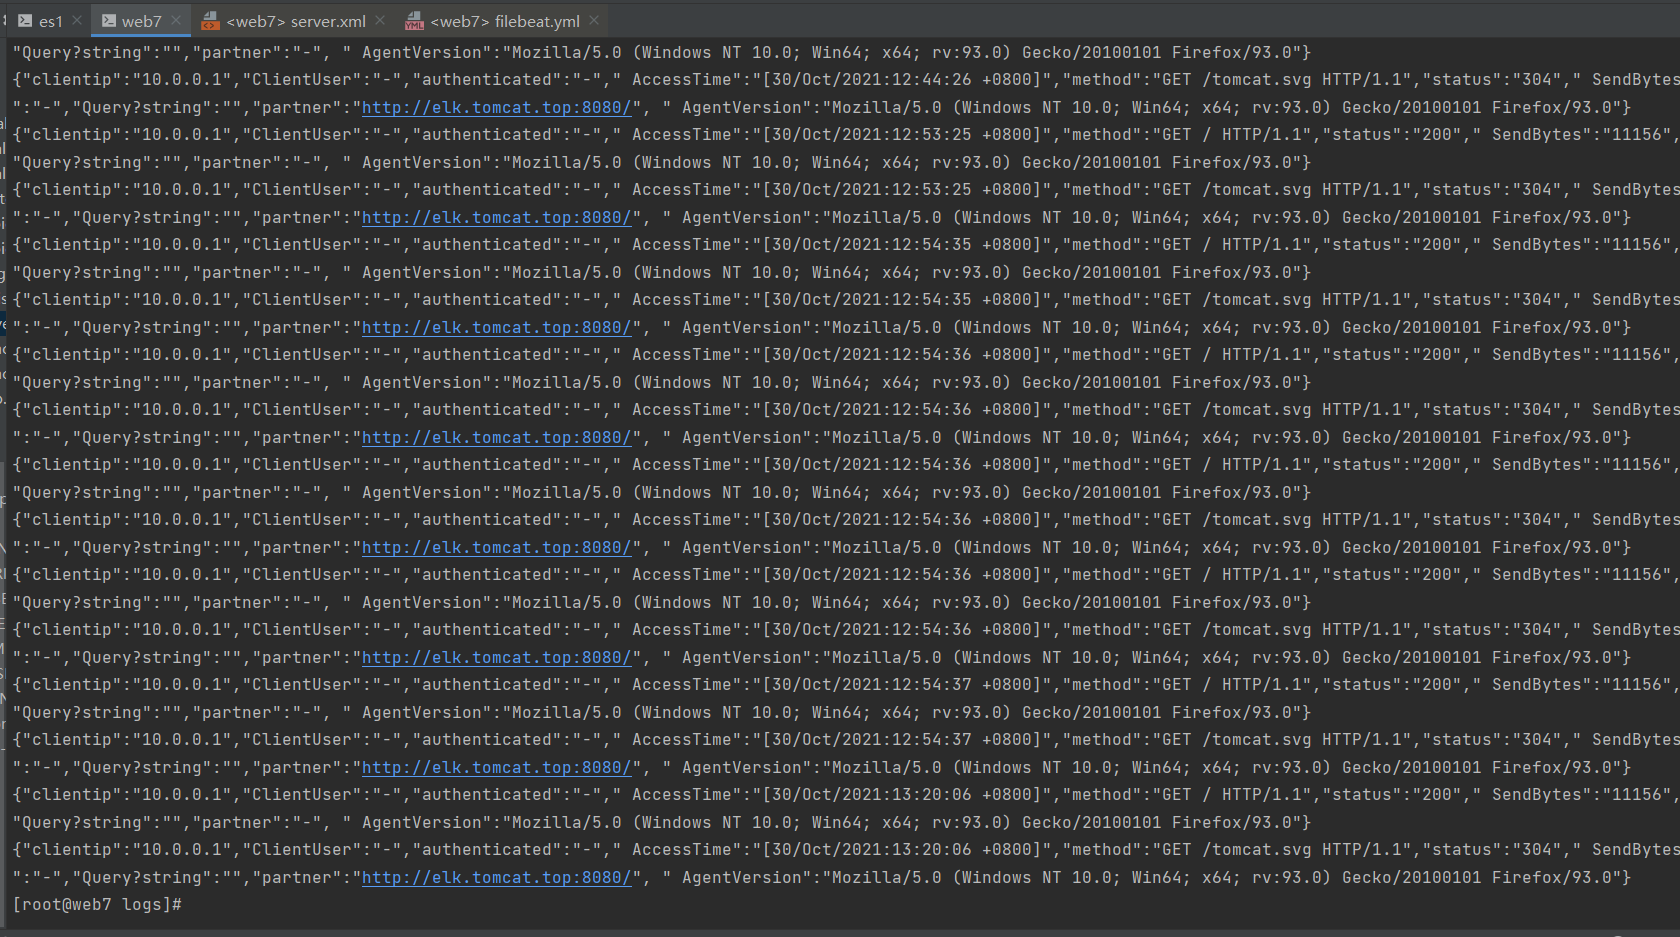 es1 web7 <web7> server.xml <web7> filebeat.yml
"Query?string":"","partner":"-", " AgentVersion":"Mozilla/5.0 (Windows NT 10.0; Win64; x64; rv:93.0) Gecko/20100101 Firefox/93.0"}
{"clientip":"10.0.0.1","ClientUser":"-","authenticated":"-"," AccessTime":"[30/Oct/2021:12:44:26 +0800]","method":"GET /tomcat.svg HTTP/1.1","status":"304"," SendBytes
":"-","Query?string":"","partner":"http://elk.tomcat.top:8080/", " AgentVersion":"Mozilla/5.0 (Windows NT 10.0; Win64; x64; rv:93.0) Gecko/20100101 Firefox/93.0"}
{"clientip":"10.0.0.1","ClientUser":"-","authenticated":"-"," AccessTime":"[30/Oct/2021:12:53:25 +0800]","method":"GET / HTTP/1.1","status":"200"," SendBytes":"11156",
"Query?string":"","partner":"-", " AgentVersion":"Mozilla/5.0 (Windows NT 10.0; Win64; x64; rv:93.0) Gecko/20100101 Firefox/93.0"}
{"clientip":"10.0.0.1","ClientUser":"-","authenticated":"-"," AccessTime":"[30/Oct/2021:12:53:25 +0800]","method":"GET /tomcat.svg HTTP/1.1","status":"304"," SendBytes
":"-","Query?string":"","partner":"http://elk.tomcat.top:8080/", " AgentVersion":"Mozilla/5.0 (Windows NT 10.0; Win64; x64; rv:93.0) Gecko/20100101 Firefox/93.0"}
{"clientip":"10.0.0.1","ClientUser":"-","authenticated":"-"," AccessTime":"[30/Oct/2021:12:54:35 +0800]","method":"GET / HTTP/1.1","status":"200"," SendBytes":"11156",
"Query?string":"","partner":"-", " AgentVersion":"Mozilla/5.0 (Windows NT 10.0; Win64; x64; rv:93.0) Gecko/20100101 Firefox/93.0"}
{"clientip":"10.0.0.1","ClientUser":"-","authenticated":"-"," AccessTime":"[30/Oct/2021:12:54:35 +0800]","method":"GET /tomcat.svg HTTP/1.1","status":"304"," SendBytes
":"-","Query?string":"","partner":"http://elk.tomcat.top:8080/", " AgentVersion":"Mozilla/5.0 (Windows NT 10.0; Win64; x64; rv:93.0) Gecko/20100101 Firefox/93.0"}
{"clientip":"10.0.0.1","ClientUser":"-","authenticated":"-"," AccessTime":"[30/Oct/2021:12:54:36 +0800]","method":"GET / HTTP/1.1","status":"200"," SendBytes":"11156",
"Query?string":"","partner":"-", " AgentVersion":"Mozilla/5.0 (Windows NT 10.0; Win64; x64; rv:93.0) Gecko/20100101 Firefox/93.0"}
{"clientip":"10.0.0.1","ClientUser":"-","authenticated":"-"," AccessTime":"[30/Oct/2021:12:54:36 +0800]","method":"GET /tomcat.svg HTTP/1.1","status":"304"," SendBytes
":"-","Query?string":"","partner":"http://elk.tomcat.top:8080/", " AgentVersion":"Mozilla/5.0 (Windows NT 10.0; Win64; x64; rv:93.0) Gecko/20100101 Firefox/93.0"}
{"clientip":"10.0.0.1","ClientUser":"-","authenticated":"-"," AccessTime":"[30/Oct/2021:12:54:36 +0800]","method":"GET / HTTP/1.1","status":"200"," SendBytes":"11156",
"Query?string":"","partner":"-", " AgentVersion":"Mozilla/5.0 (Windows NT 10.0; Win64; x64; rv:93.0) Gecko/20100101 Firefox/93.0"}
{"clientip":"10.0.0.1","ClientUser":"-","authenticated":"-"," AccessTime":"[30/Oct/2021:12:54:36 +0800]","method":"GET /tomcat.svg HTTP/1.1","status":"304"," SendBytes
":"-","Query?string":"","partner":"http://elk.tomcat.top:8080/", " AgentVersion":"Mozilla/5.0 (Windows NT 10.0; Win64; x64; rv:93.0) Gecko/20100101 Firefox/93.0"}
{"clientip":"10.0.0.1","ClientUser":"-","authenticated":"-"," AccessTime":"[30/Oct/2021:12:54:36 +0800]","method":"GET / HTTP/1.1","status":"200"," SendBytes":"11156",
"Query?string":"","partner":"-", " AgentVersion":"Mozilla/5.0 (Windows NT 10.0; Win64; x64; rv:93.0) Gecko/20100101 Firefox/93.0"}
{"clientip":"10.0.0.1","ClientUser":"-","authenticated":"-"," AccessTime":"[30/Oct/2021:12:54:36 +0800]","method":"GET /tomcat.svg HTTP/1.1","status":"304"," SendBytes
":"-","Query?string":"","partner":"http://elk.tomcat.top:8080/", " AgentVersion":"Mozilla/5.0 (Windows NT 10.0; Win64; x64; rv:93.0) Gecko/20100101 Firefox/93.0"}
{"clientip":"10.0.0.1","ClientUser":"-","authenticated":"-"," AccessTime":"[30/Oct/2021:12:54:37 +0800]","method":"GET / HTTP/1.1","status":"200"," SendBytes":"11156",
"Query?string":"","partner":"-", " AgentVersion":"Mozilla/5.0 (Windows NT 10.0; Win64; x64; rv:93.0) Gecko/20100101 Firefox/93.0"}
{"clientip":"10.0.0.1","ClientUser":"-","authenticated":"-"," AccessTime":"[30/Oct/2021:12:54:37 +0800]","method":"GET /tomcat.svg HTTP/1.1","status":"304"," SendBytes
":"-","Query?string":"","partner":"http://elk.tomcat.top:8080/", " AgentVersion":"Mozilla/5.0 (Windows NT 10.0; Win64; x64; rv:93.0) Gecko/20100101 Firefox/93.0"}
{"clientip":"10.0.0.1","ClientUser":"-","authenticated":"-"," AccessTime":"[30/Oct/2021:13:20:06 +0800]","method":"GET / HTTP/1.1","status":"200"," SendBytes":"11156",
"Query?string":"","partner":"-", " AgentVersion":"Mozilla/5.0 (Windows NT 10.0; Win64; x64; rv:93.0) Gecko/20100101 Firefox/93.0"}
{"clientip":"10.0.0.1","ClientUser":"-","authenticated":"-"," AccessTime":"[30/Oct/2021:13:20:06 +0800]","method":"GET /tomcat.svg HTTP/1.1","status":"304"," SendBytes
":"-","Query?string":"","partner":"http://elk.tomcat.top:8080/", " AgentVersion":"Mozilla/5.0 (Windows NT 10.0; Win64; x64; rv:93.0) Gecko/20100101 Firefox/93.0"}
[root@web7 logs]#